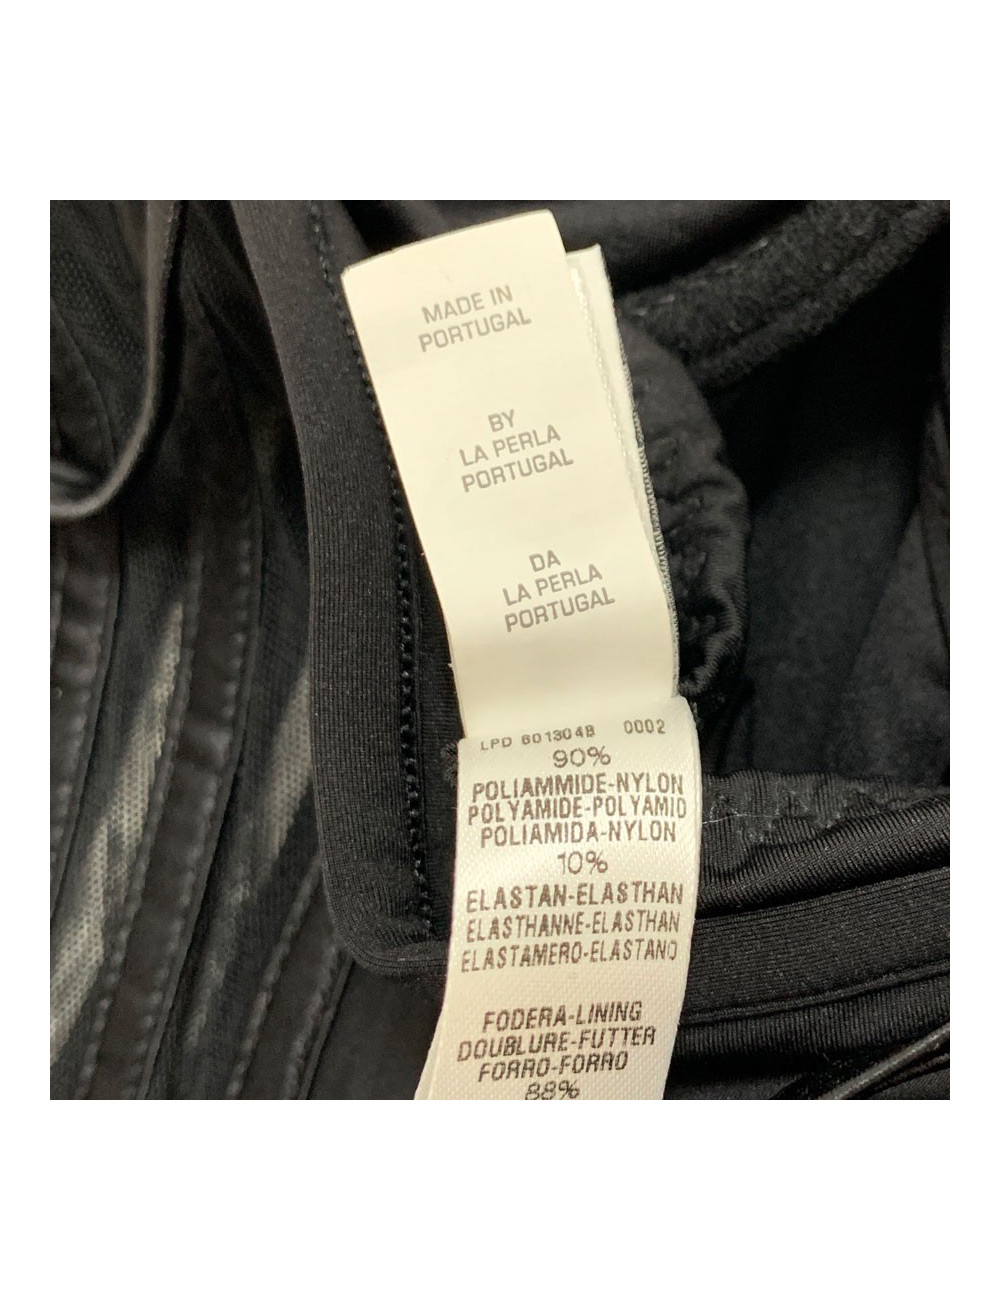 MADE IN
PORTUGAL
BY
LA PERLA
PORTUGAL
DA
LA PERLA
PORTUGAL
LPD 601304B 0002
90%
POLIAMMIDE-NYLON
POLYAMIDE-POLYAMID
POLIAMIDA-NYLON
10%
ELASTAN-ELASTHAN
ELASTHANNE-ELASTHAN
ELASTAMERO-ELASTANO
FODERA-LINING
DOUBLURE-FUTTER
FORRO-FORRO
88%